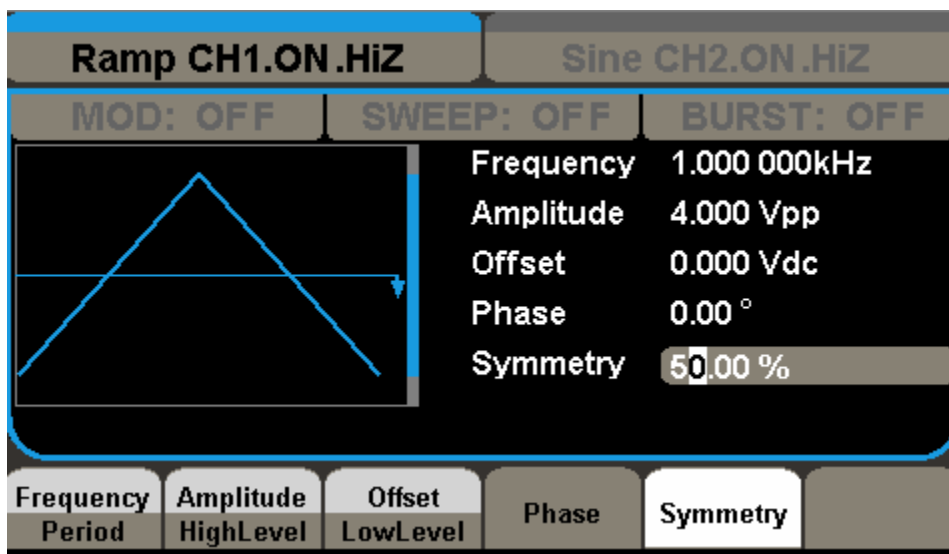 Ramp CH1.ON.HiZ
Sine CH2.ON.HiZ
MOD: OFF
SWEEP: OFF
BURST: OFF
Frequency 1.000 000kHz
Amplitude 4.000 Vpp
Offset 0.000 Vdc
Phase 0.00 °
Symmetry 50.00 %
Frequency
Period
Amplitude
HighLevel
Offset
LowLevel
Phase
Symmetry